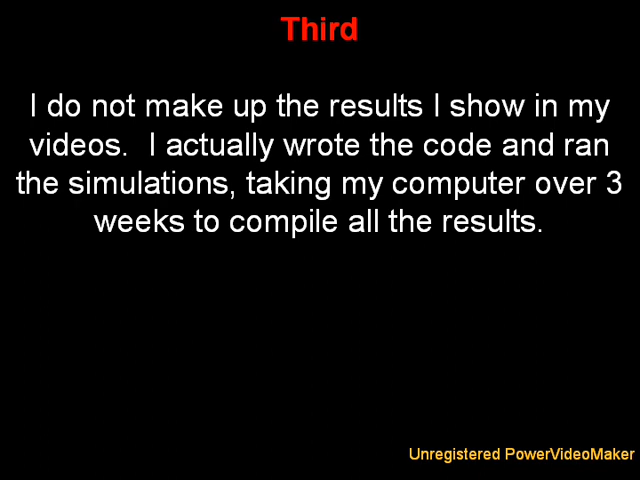 Third
I do not make up the results I show in my
videos.  I actually wrote the code and ran
the simulations, taking my computer over 3
weeks to compile all the results.
Unregistered PowerVideoMaker